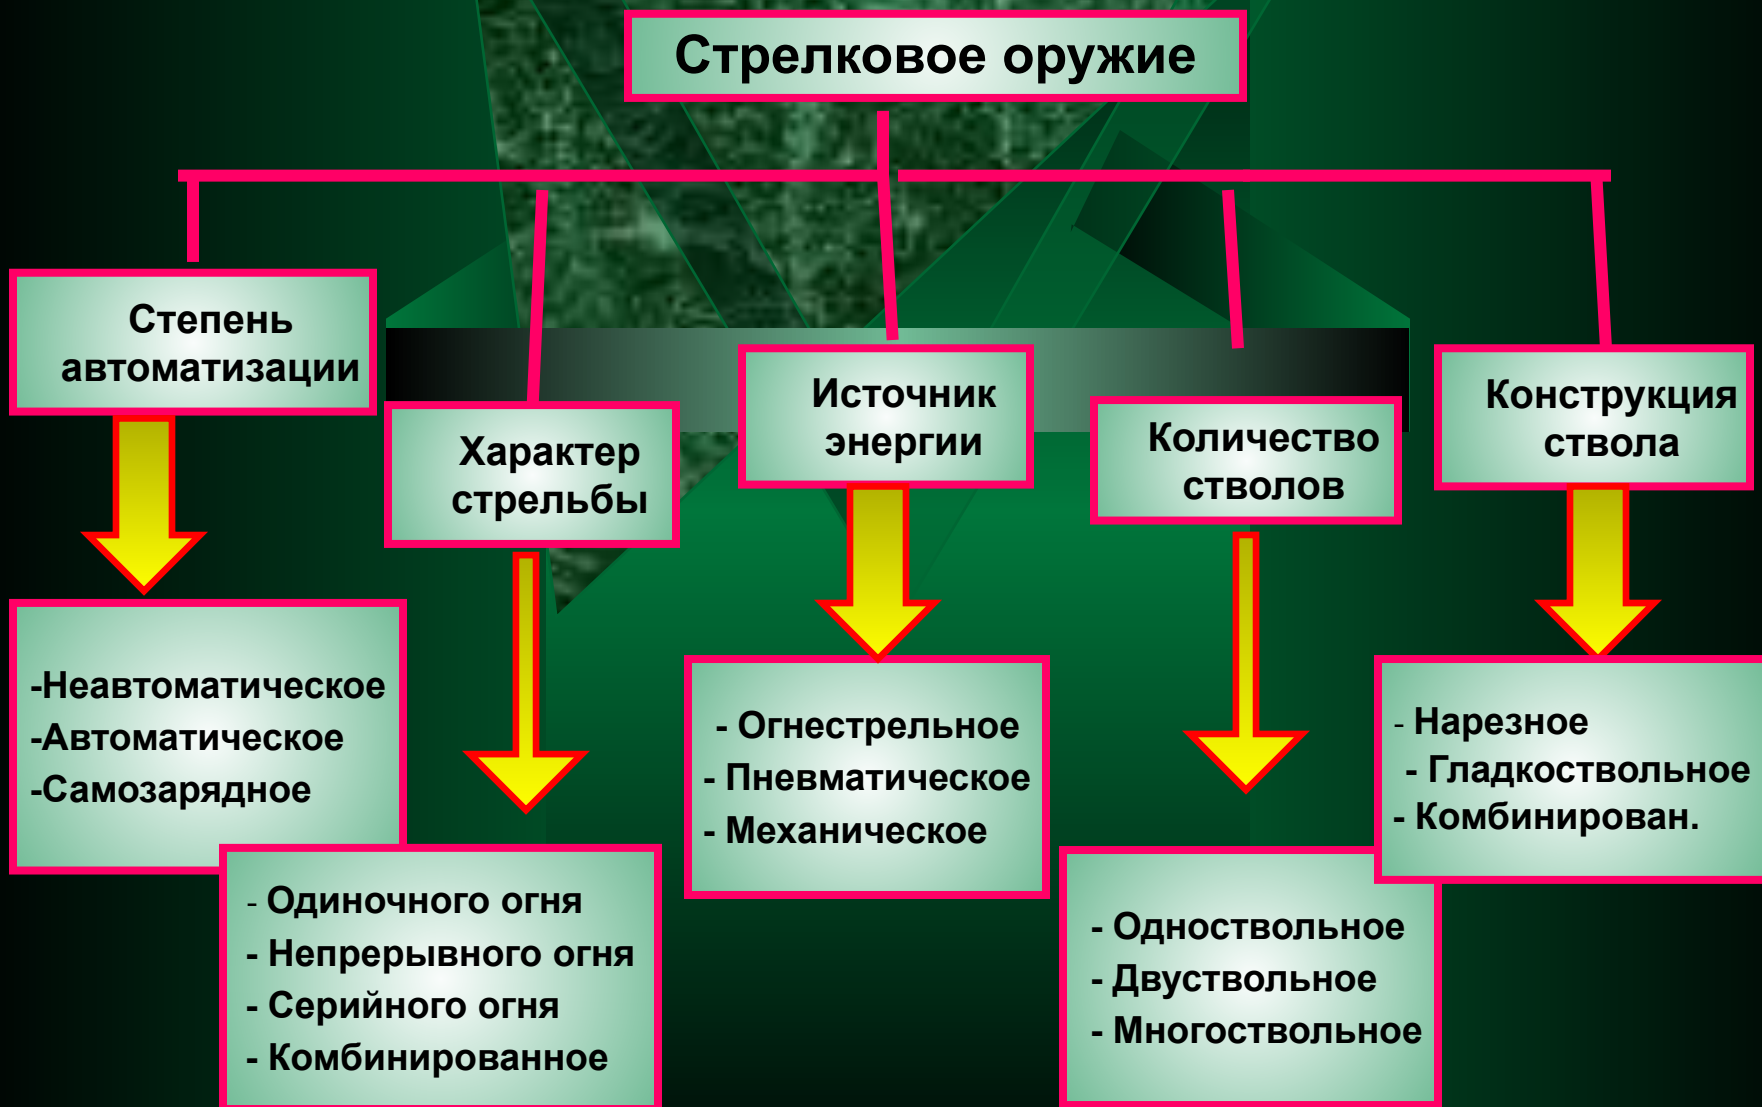 Стрелковое оружие
Степень
автоматизации
-Неавтоматическое
-Автоматическое
-Самозарядное
Характер
стрельбы
- Одиночного огня
- Непрерывного огня
- Серийного огня
- Комбинированное
Источник
энергии
- Огнестрельное
- Пневматическое
- Механическое
Количество
стволов
- Одноствольное
- Двуствольное
- Многоствольное
Конструкция
ствола
- Нарезное
- Гладкоствольное
- Комбинирован.